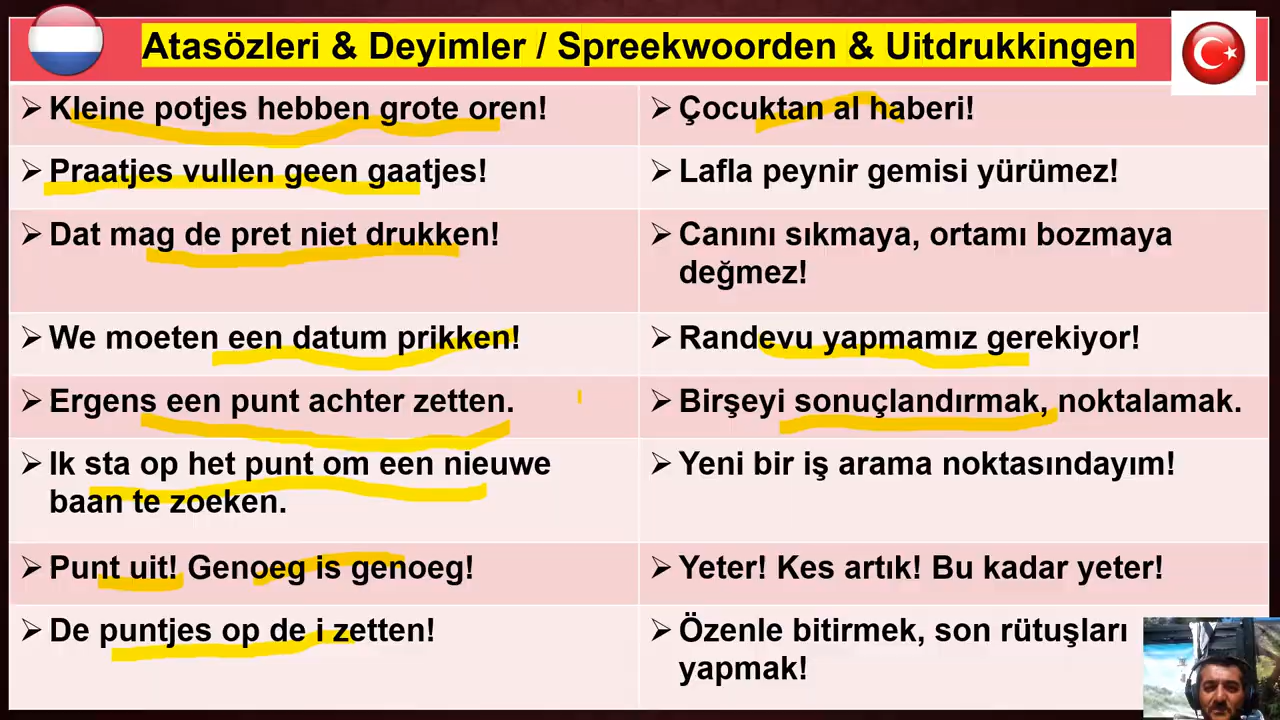 Atasözleri & Deyimler / Spreekwoorden & Uitdrukkingen
➢ Kleine potjes hebben grote oren!
➢ Çocuktan al haberi!
➢ Praatjes vullen geen gaatjes!
➢ Lafla peynir gemisi yürümez!
➢ Dat mag de pret niet drukken!
➢ Canını sıkmaya, ortamı bozmaya
değmez!
➢ We moeten een datum prikken!
➢ Randevu yapmamız gerekiyor!
➢ Ergens een punt achter zetten.
➢ Birşeyi sonuçlandırmak, noktalamak.
➢ Ik sta op het punt om een nieuwe
baan te zoeken.
➢ Yeni bir iş arama noktasındayım!
➢ Punt uit! Genoeg is genoeg!
➢ Yeter! Kes artık! Bu kadar yeter!
➢ De puntjes op de i zetten!
➢ Özenle bitirmek, son rütuşları
yapmak!